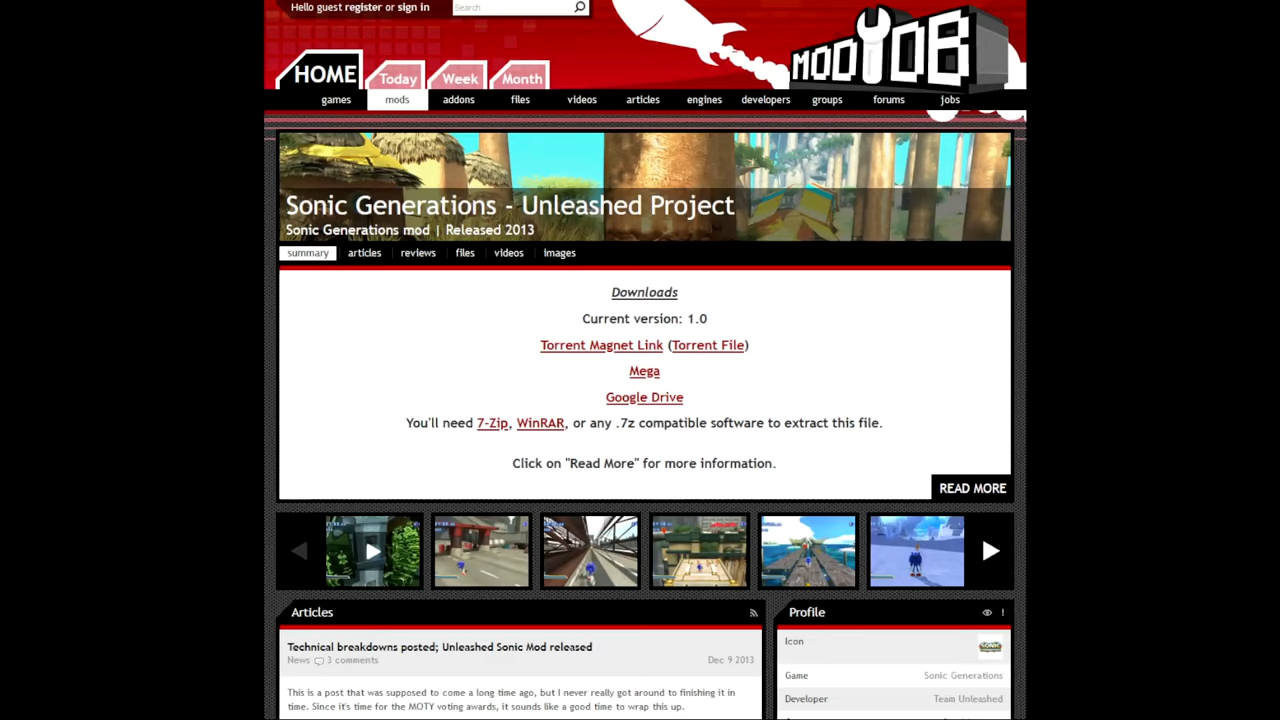 Hello guest register or sign in
Search
MODDB
HOME
Today
Week
Month
games
mods
addons
files
videos
articles
engines
developers
groups
forums
jobs
Sonic Generations - Unleashed Project
Sonic Generations mod | Released 2013
summary
articles
reviews
files
videos
images
Downloads
Current version: 1.0
Torrent Magnet Link (Torrent File)
Mega
Google Drive
You'll need 7-Zip, WinRAR, or any .7z compatible software to extract this file.
Click on "Read More" for more information.
READ MORE
Articles
Technical breakdowns posted; Unleashed Sonic Mod released
News 3 comments
Dec 9 2013
This is a post that was supposed to come a long time ago, but I never really got around to finishing it in
time. Since it's time for the MOTY voting awards, it sounds like a good time to wrap this up.
Profile
Icon
Game
Sonic Generations
Developer
Team Unleashed